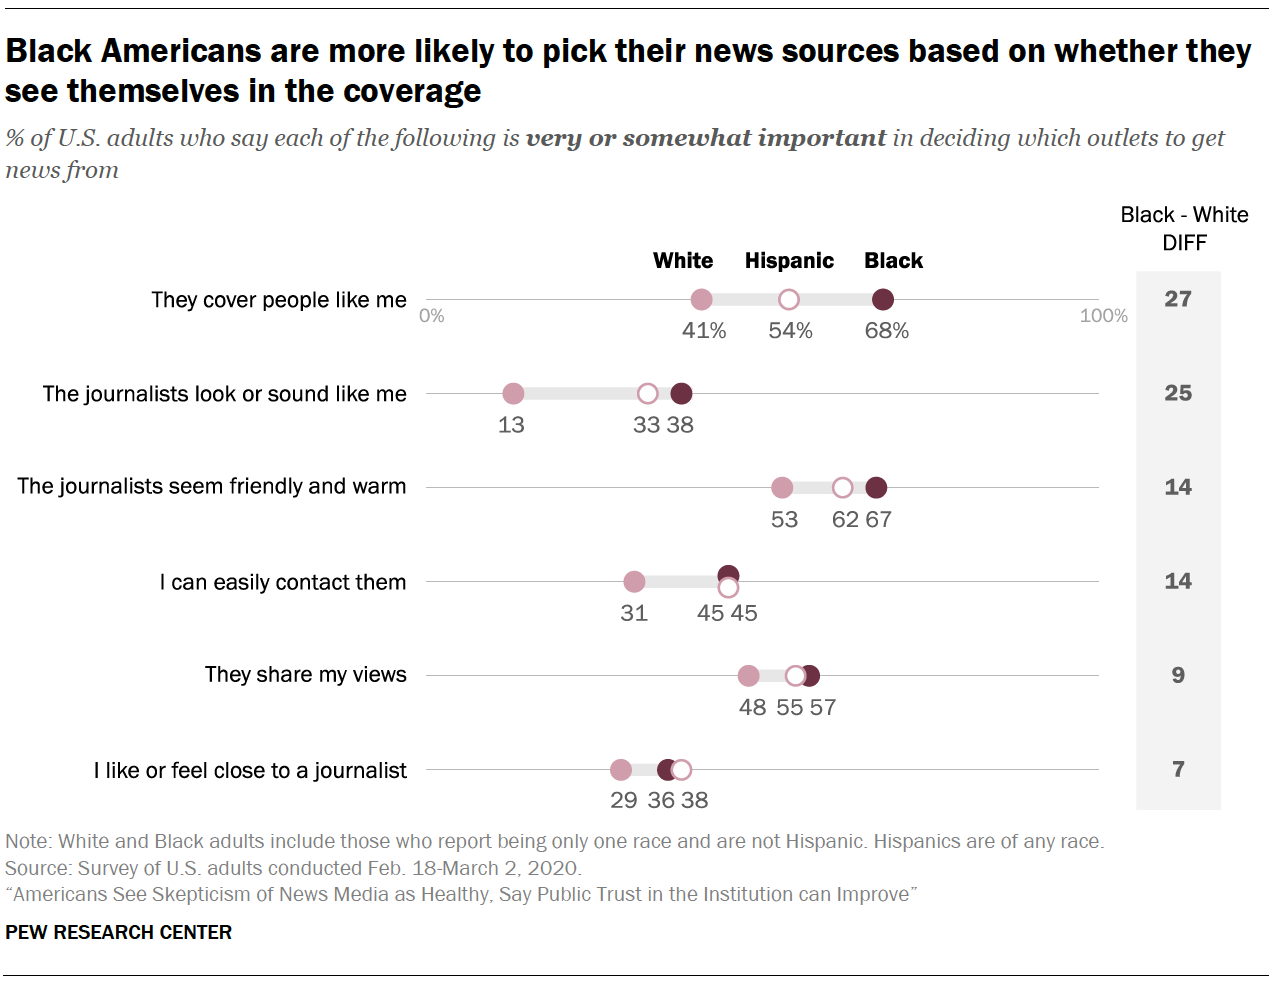 Black Americans are more likely to pick their news sources based on whether they
see themselves in the coverage
% of U.S. adults who say each of the following is very or somewhat important in deciding which outlets to get
news from
Black - White
DIFF
White Hispanic Black
They cover people like me
27
0%
100%
41% 54% 68%
The journalists look or sound like me
25
13 33 38
The journalists seem friendly and warm
14
53 62 67
I can easily contact them
14
31 45 45
They share my views
9
48 55 57
I like or feel close to a journalist
7
29 36 38
Note: White and Black adults include those who report being only one race and are not Hispanic. Hispanics are of any race.
Source: Survey of U.S. adults conducted Feb. 18-March 2, 2020.
“Americans See Skepticism of News Media as Healthy, Say Public Trust in the Institution can Improve”
PEW RESEARCH CENTER